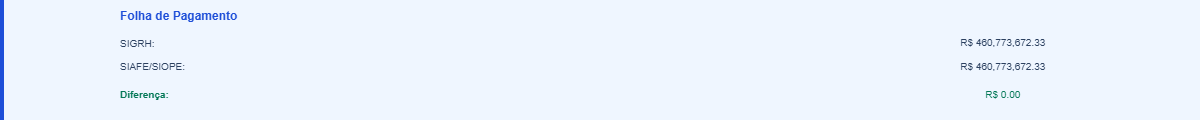 Folha de Pagamento
SIGRH: R$ 460,773,672.33
SIAFE/SIOPE: R$ 460,773,672.33
Diferença: R$ 0.00